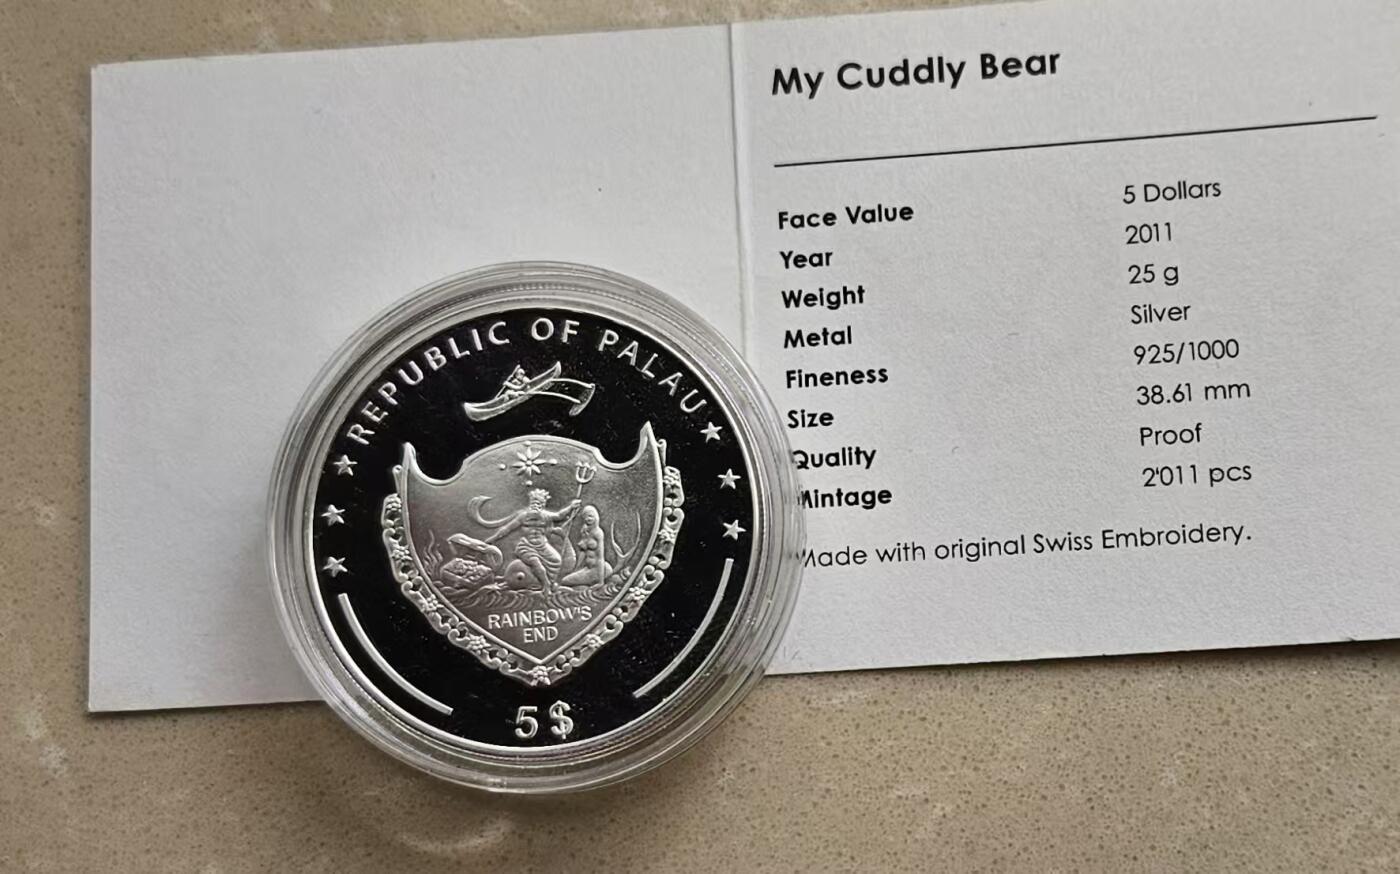 My Cuddly Bear
Face Value 5 Dollars
Year 2011
Weight 25 g
Metal Silver
Fineness 925/1000
Size 38.61 mm
Quality Proof
Mintage 2'011 pcs
Made with original Swiss Embroidery.
REPUBLIC OF PALAU
RAINBOW'S
END
5$